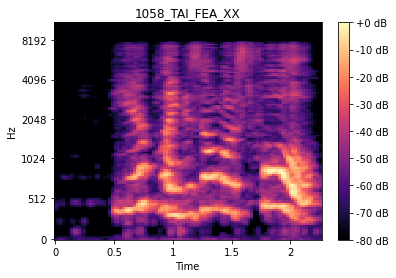 1058_TAI_FEA_XX
Hz
8192
4096
2048
1024
512
0
0
0.5
1
1.5
2
Time
+0 dB
-10 dB
-20 dB
-30 dB
-40 dB
-50 dB
-60 dB
-70 dB
-80 dB